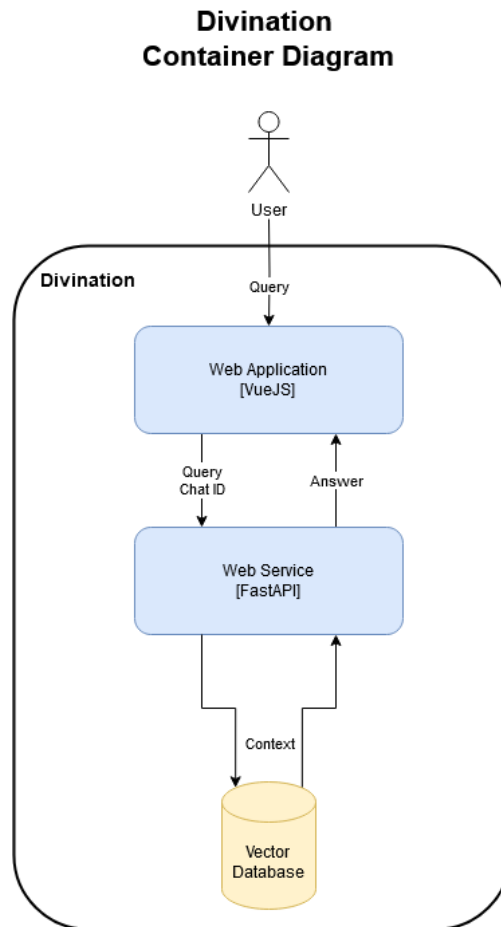 Divination
Container Diagram
User
Divination
Query
Web Application
[VueJS]
Query
Chat ID
Answer
Web Service
[FastAPI]
Context
Vector
Database